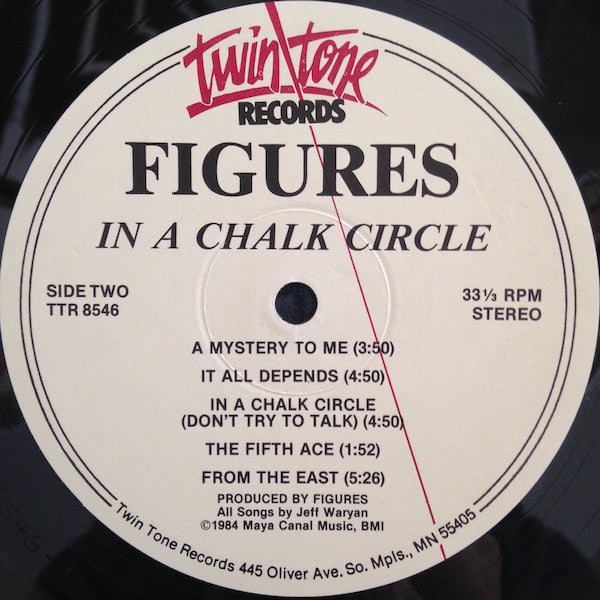 twin/tone
RECORDS
FIGURES
IN A CHALK CIRCLE
SIDE TWO
TTR 8546
33 1/3 RPM
STEREO
A MYSTERY TO ME (3:50)
IT ALL DEPENDS (4:50)
IN A CHALK CIRCLE
(DON'T TRY TO TALK) (4:50)
THE FIFTH ACE (1:52)
FROM THE EAST (5:26)
PRODUCED BY FIGURES
All Songs by Jeff Waryan
©1984 Maya Canal Music, BMI
Twin Tone Records 445 Oliver Ave. So. Mpls., MN 55405